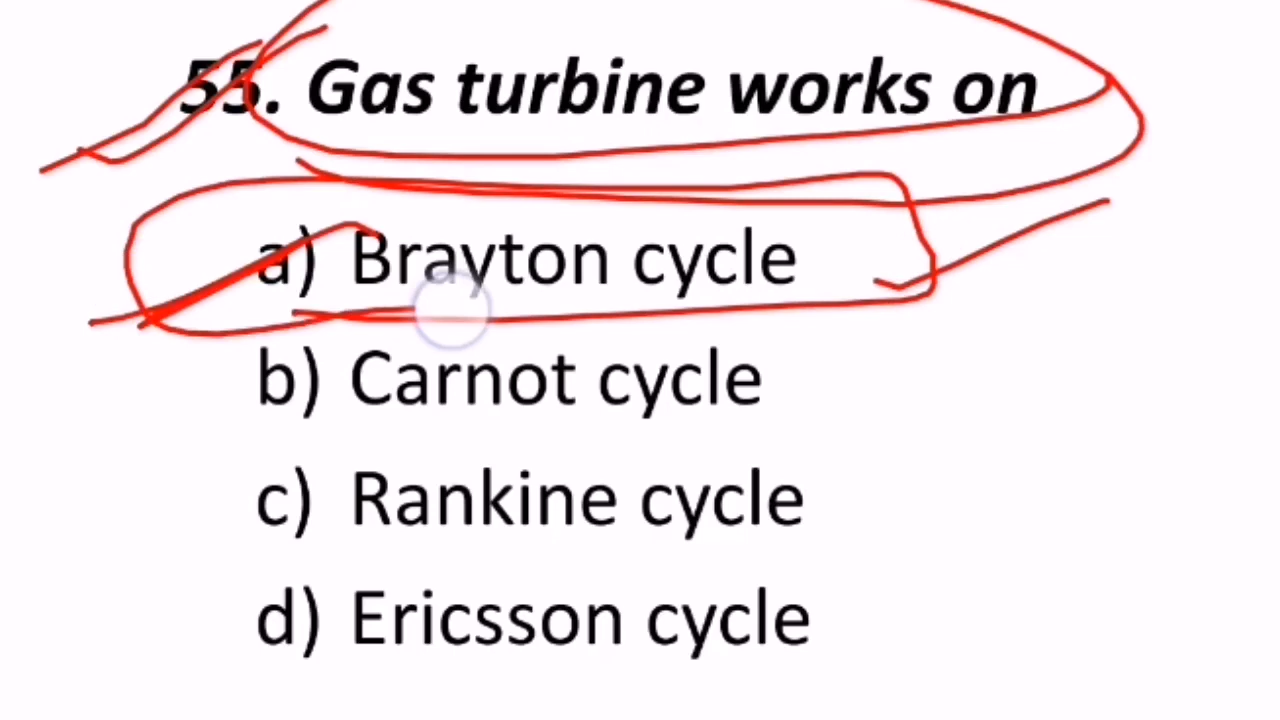 55. Gas turbine works on
a) Brayton cycle
b) Carnot cycle
c) Rankine cycle
d) Ericsson cycle